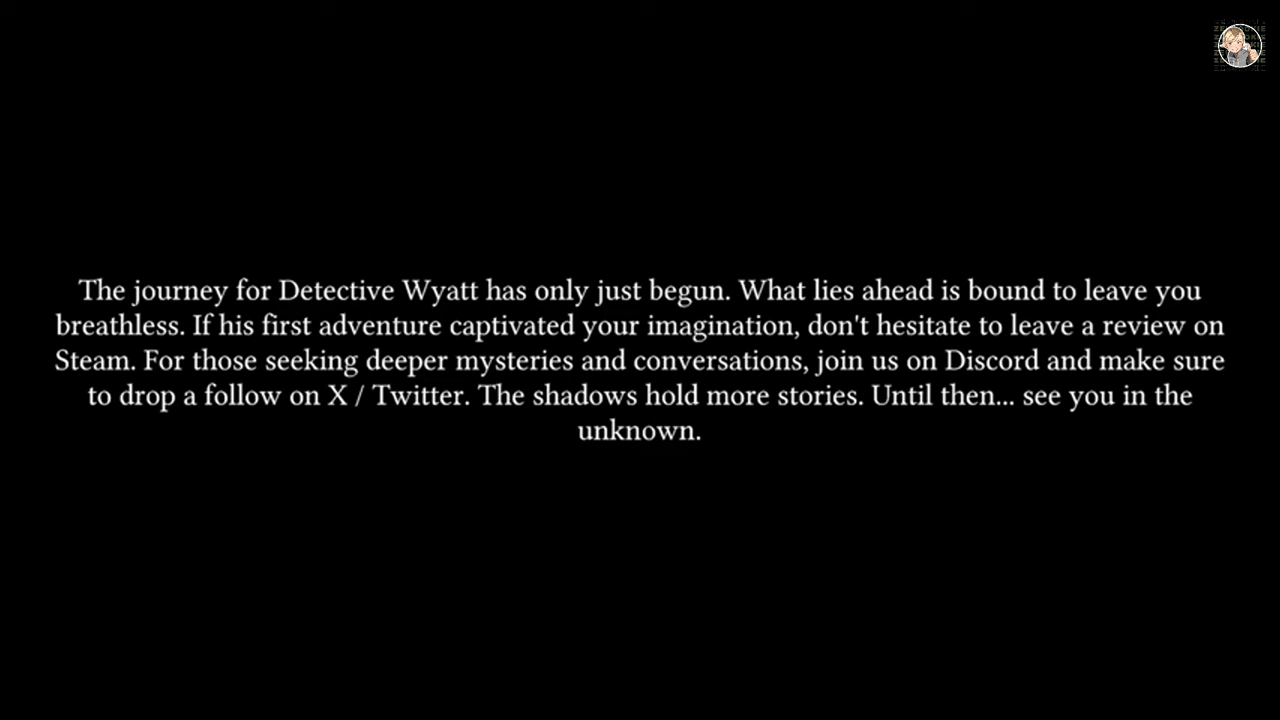 The journey for Detective Wyatt has only just begun. What lies ahead is bound to leave you
breathless. If his first adventure captivated your imagination, don't hesitate to leave a review on
Steam. For those seeking deeper mysteries and conversations, join us on Discord and make sure
to drop a follow on X / Twitter. The shadows hold more stories. Until then... see you in the
unknown.